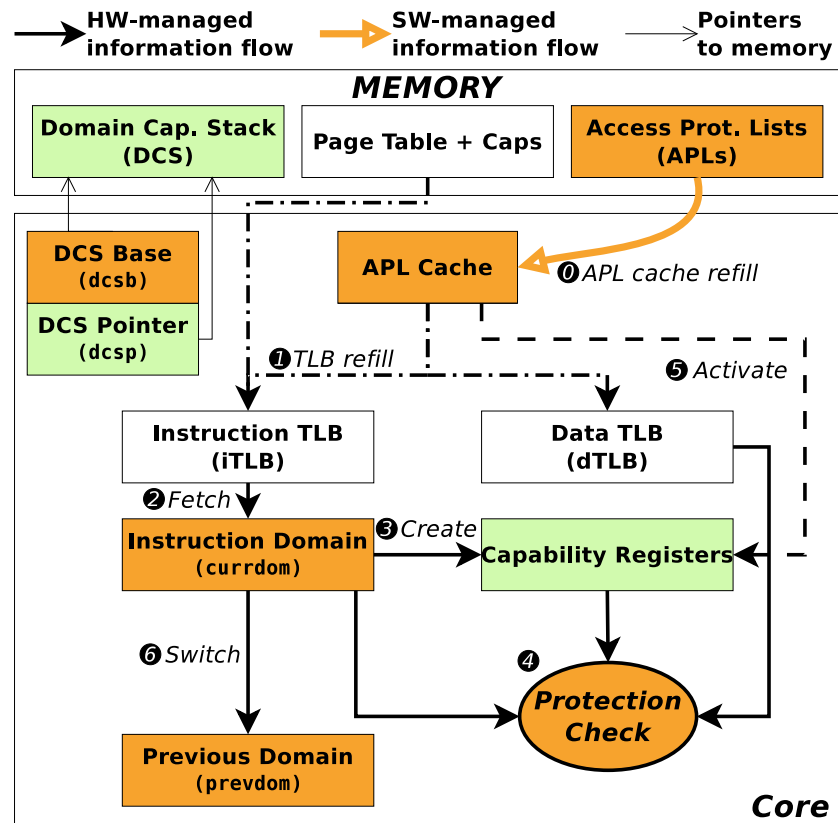 HW-managed
information flow
SW-managed
information flow
Pointers
to memory
MEMORY
Domain Cap. Stack
(DCS)
Page Table + Caps
Access Prot. Lists
(APLs)
DCS Base
(dcsb)
DCS Pointer
(dcsp)
APL Cache
0 APL cache refill
1 TLB refill
5 Activate
Instruction TLB
(iTLB)
Data TLB
(dTLB)
2 Fetch
Instruction Domain
(currdom)
3 Create
Capability Registers
6 Switch
4
Protection
Check
Previous Domain
(prevdom)
Core